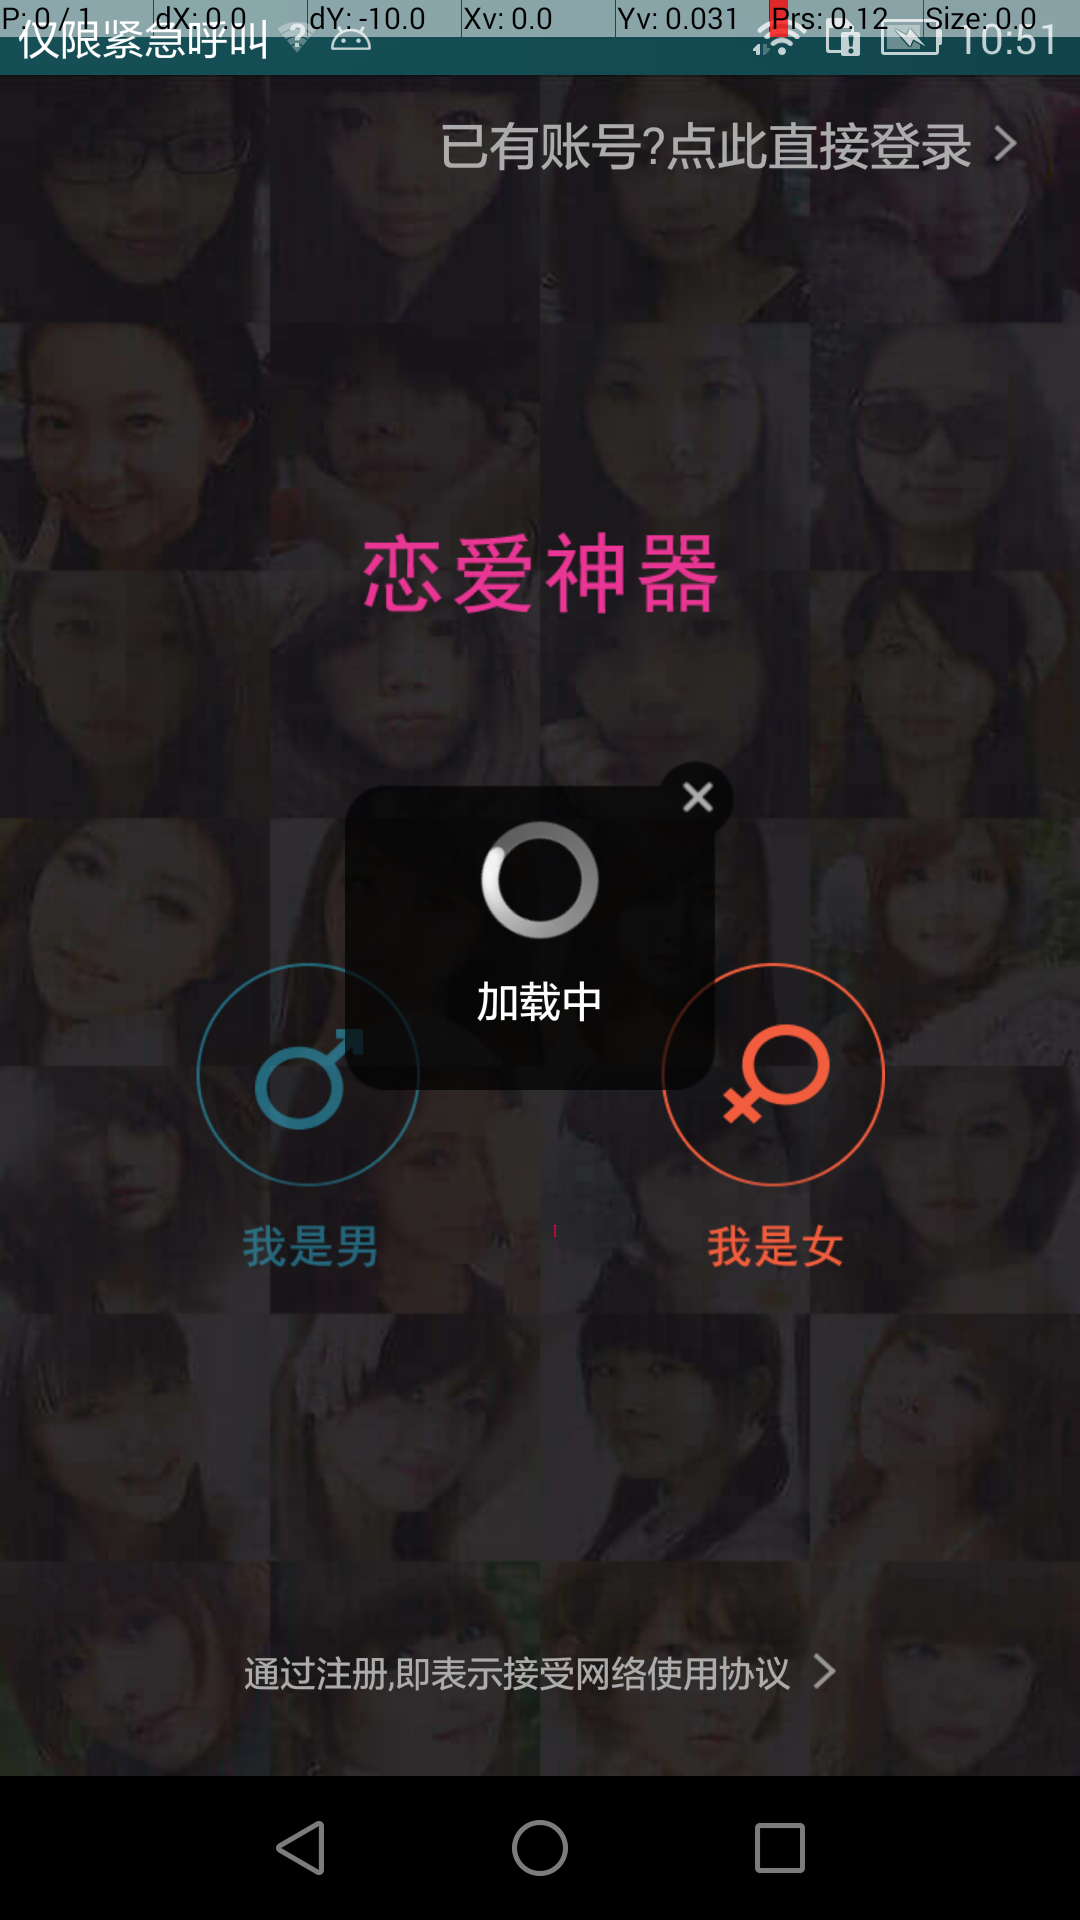 P: 0 / 1 dX: 0.0 dY: -10.0 Xv: 0.0 Yv: 0.031 Prs: 0.12 Size: 0.0
仅限紧急呼叫 10:51
已有账号?点此直接登录
恋爱神器
加载中
我是男 我是女
通过注册,即表示接受网络使用协议